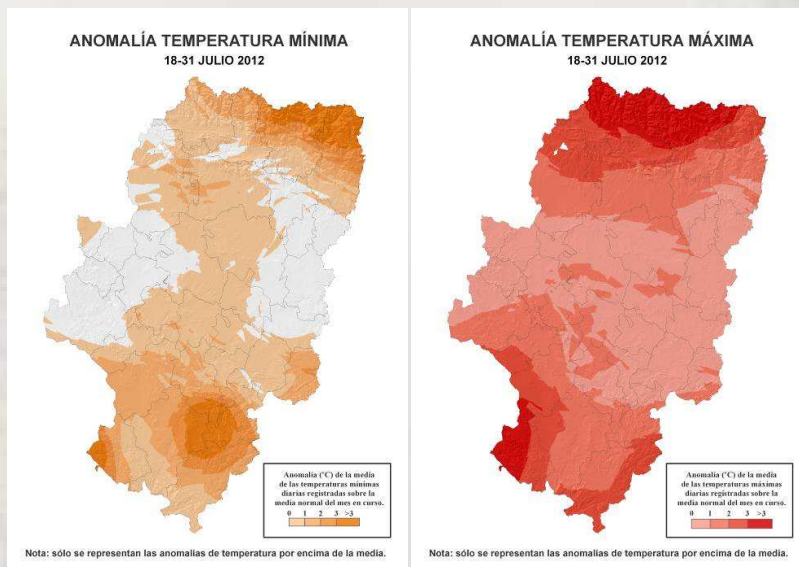 ANOMALÍA TEMPERATURA MÍNIMA
18-31 JULIO 2012
Anomalía (°C) de la media
de las temperaturas mínimas
diarias registradas sobre la
media normal del mes en curso.
0 1 2 3 >3
Nota: sólo se representan las anomalias de temperatura por encima de la media.
ANOMALÍA TEMPERATURA MÁXIMA
18-31 JULIO 2012
Anomalía (°C) de la media
de las temperaturas máximas
diarias registradas sobre la
media normal del mes en curso.
0 1 2 3 >3
Nota: sólo se representan las anomalias de temperatura por encima de la media.